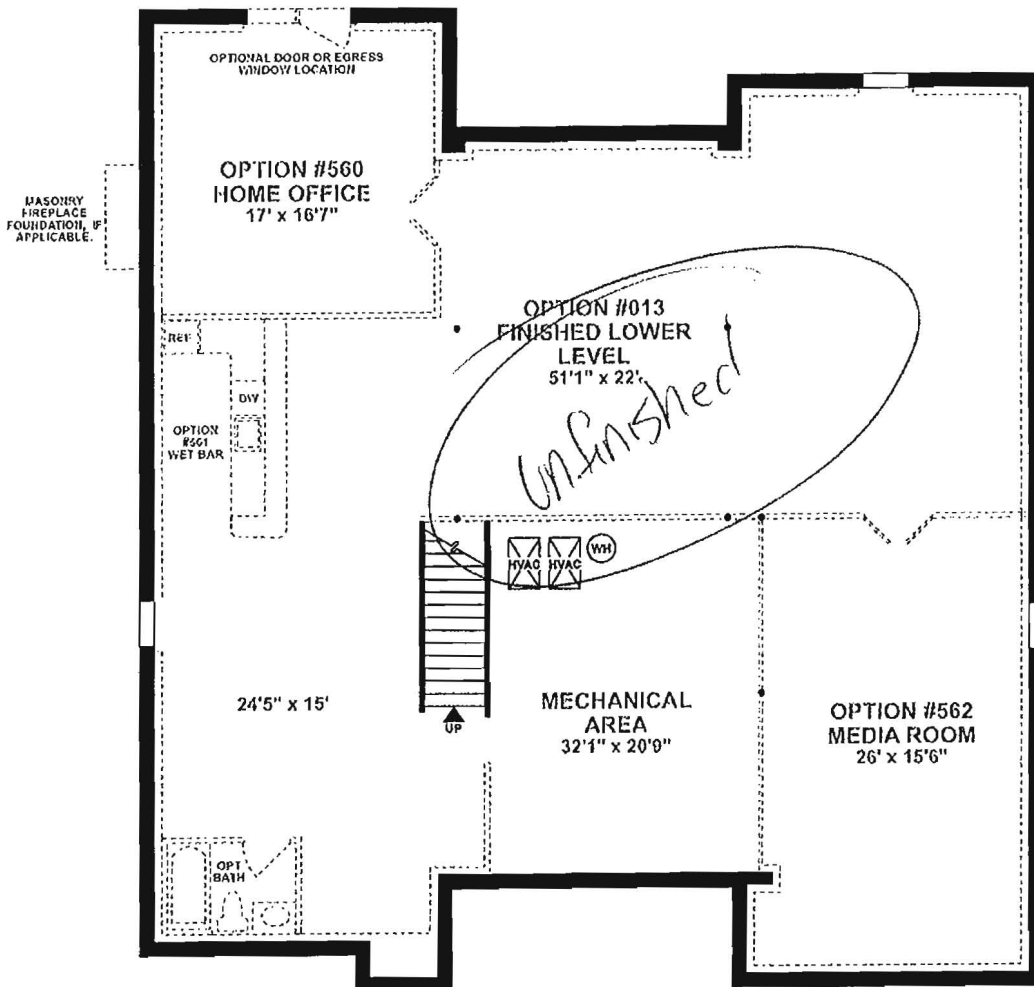 OPTIONAL DOOR OR EGRESS
WINDOW LOCATION
OPTION #560
HOME OFFICE
17' x 16'7"
MASONRY
FIREPLACE
FOUNDATION, IF
APPLICABLE.
OPTION #013
FINISHED LOWER
LEVEL
51'1" x 22'
Unfinished
REF
DW
OPTION
#561
WET BAR
HVAC
HVAC
WH
24'5" x 15'
UP
MECHANICAL
AREA
32'1" x 20'9"
OPTION #562
MEDIA ROOM
26' x 15'6"
OPT
BATH